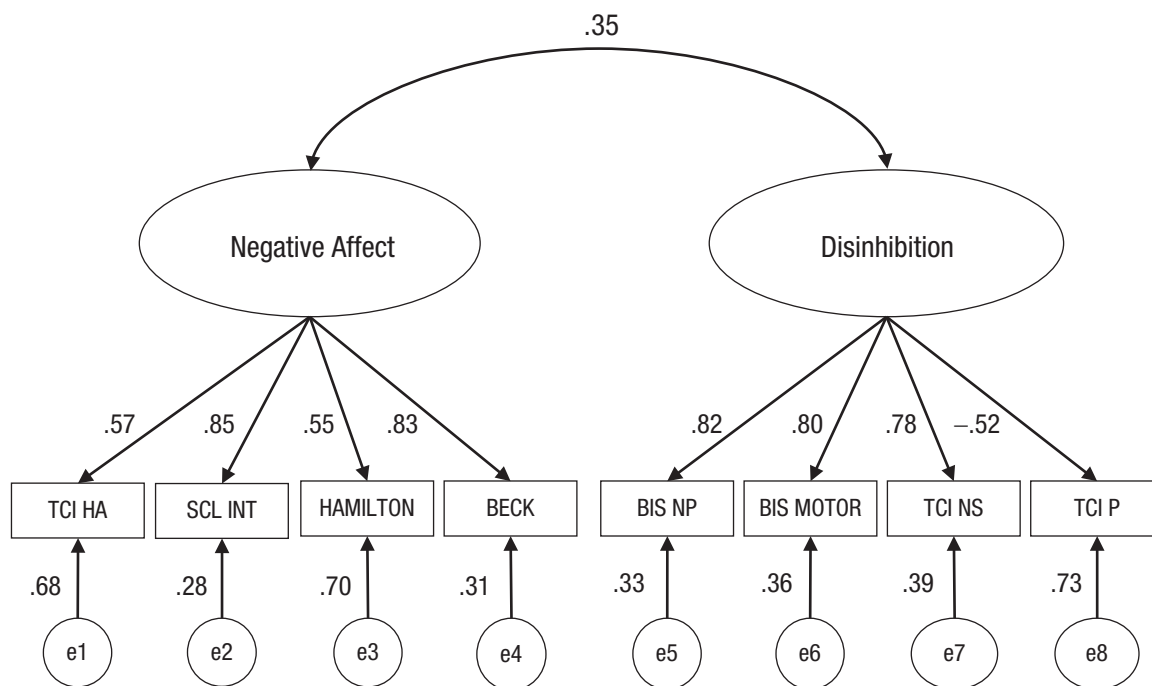 .35
Negative Affect
Disinhibition
.57
.85
.55
.83
.82
.80
.78
–.52
TCI HA
SCL INT
HAMILTON
BECK
BIS NP
BIS MOTOR
TCI NS
TCI P
.68
.28
.70
.31
.33
.36
.39
.73
e1
e2
e3
e4
e5
e6
e7
e8